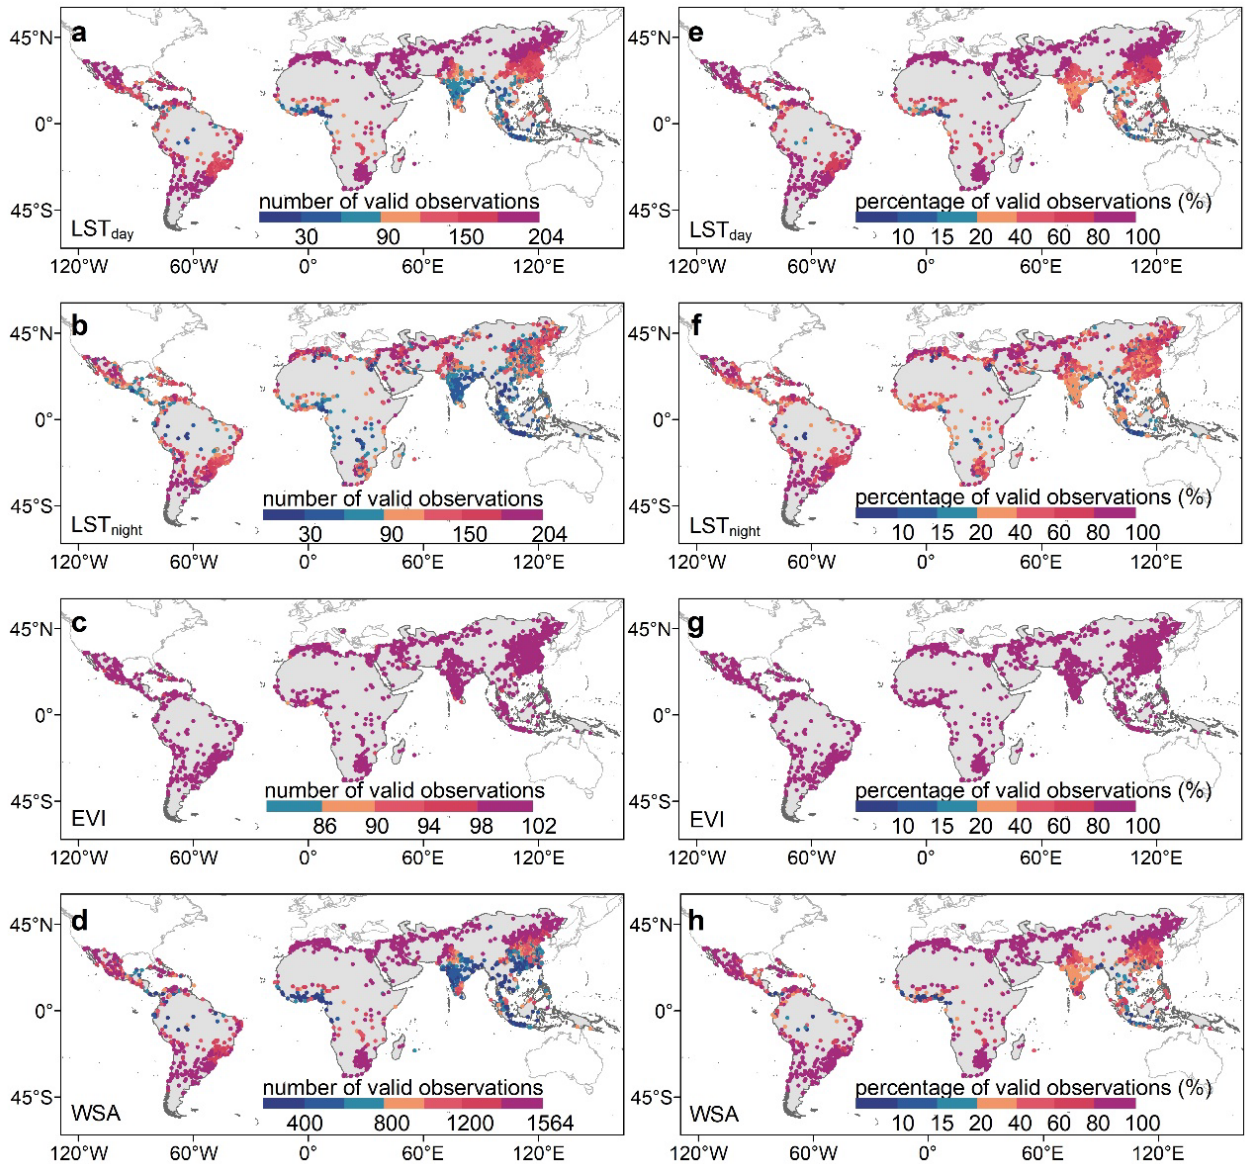 a
45°N
0°
45°S
number of valid observations
30 90 150 204
LSTday
120°W 60°W 0° 60°E 120°E
e
45°N
0°
45°S
percentage of valid observations (%)
10 15 20 40 60 80 100
LSTday
120°W 60°W 0° 60°E 120°E
b
45°N
0°
45°S
number of valid observations
30 90 150 204
LSTnight
120°W 60°W 0° 60°E 120°E
f
45°N
0°
45°S
percentage of valid observations (%)
10 15 20 40 60 80 100
LSTnight
120°W 60°W 0° 60°E 120°E
c
45°N
0°
45°S
number of valid observations
86 90 94 98 102
EVI
120°W 60°W 0° 60°E 120°E
g
45°N
0°
45°S
percentage of valid observations (%)
10 15 20 40 60 80 100
EVI
120°W 60°W 0° 60°E 120°E
d
45°N
0°
45°S
number of valid observations
400 800 1200 1564
WSA
120°W 60°W 0° 60°E 120°E
h
45°N
0°
45°S
percentage of valid observations (%)
10 15 20 40 60 80 100
WSA
120°W 60°W 0° 60°E 120°E